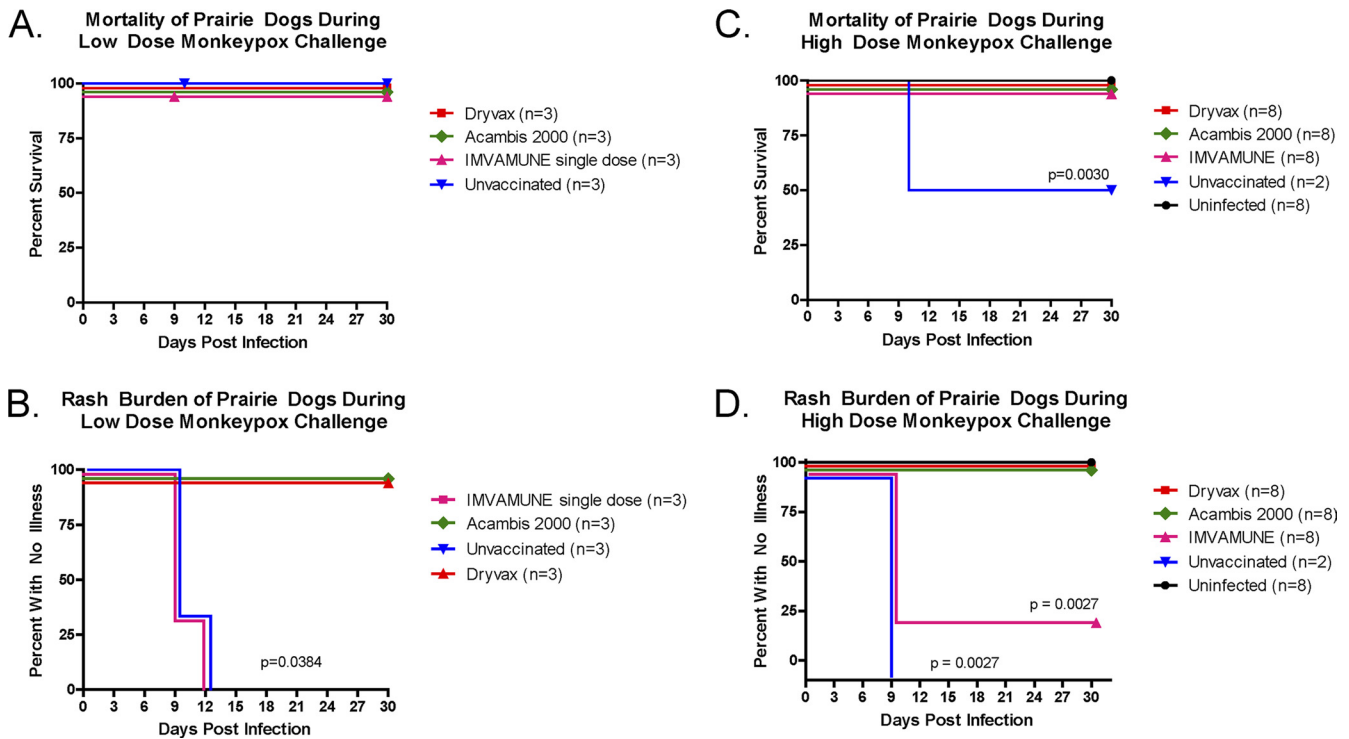 A.
Mortality of Prairie Dogs During
Low Dose Monkeypox Challenge
100
75
50
25
0
Percent Survival
0 3 6 9 12 15 18 21 24 27 30
Days Post Infection
Dryvax (n=3)
Acambis 2000 (n=3)
IMVAMUNE single dose (n=3)
Unvaccinated (n=3)
B.
Rash Burden of Prairie Dogs During
Low Dose Monkeypox Challenge
100
75
50
25
0
Percent With No Illness
p=0.0384
0 3 6 9 12 15 18 21 24 27 30
Days Post Infection
IMVAMUNE single dose (n=3)
Acambis 2000 (n=3)
Unvaccinated (n=3)
Dryvax (n=3)
C.
Mortality of Prairie Dogs During
High Dose Monkeypox Challenge
100
75
50
25
0
Percent Survival
p=0.0030
0 3 6 9 12 15 18 21 24 27 30
Days Post Infection
Dryvax (n=8)
Acambis 2000 (n=8)
IMVAMUNE (n=8)
Unvaccinated (n=2)
Uninfected (n=8)
D.
Rash Burden of Prairie Dogs During
High Dose Monkeypox Challenge
100
75
50
25
0
Percent With No Illness
p = 0.0027
p = 0.0027
0 3 6 9 12 15 18 21 24 27 30
Days Post Infection
Dryvax (n=8)
Acambis 2000 (n=8)
IMVAMUNE (n=8)
Unvaccinated (n=2)
Uninfected (n=8)